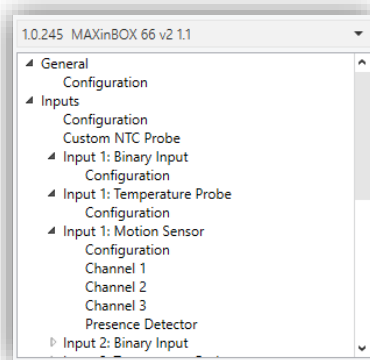 1.0.245 MAXinBOX 66 v2 1.1
General
Configuration
Inputs
Configuration
Custom NTC Probe
Input 1: Binary Input
Configuration
Input 1: Temperature Probe
Configuration
Input 1: Motion Sensor
Configuration
Channel 1
Channel 2
Channel 3
Presence Detector
Input 2: Binary Input